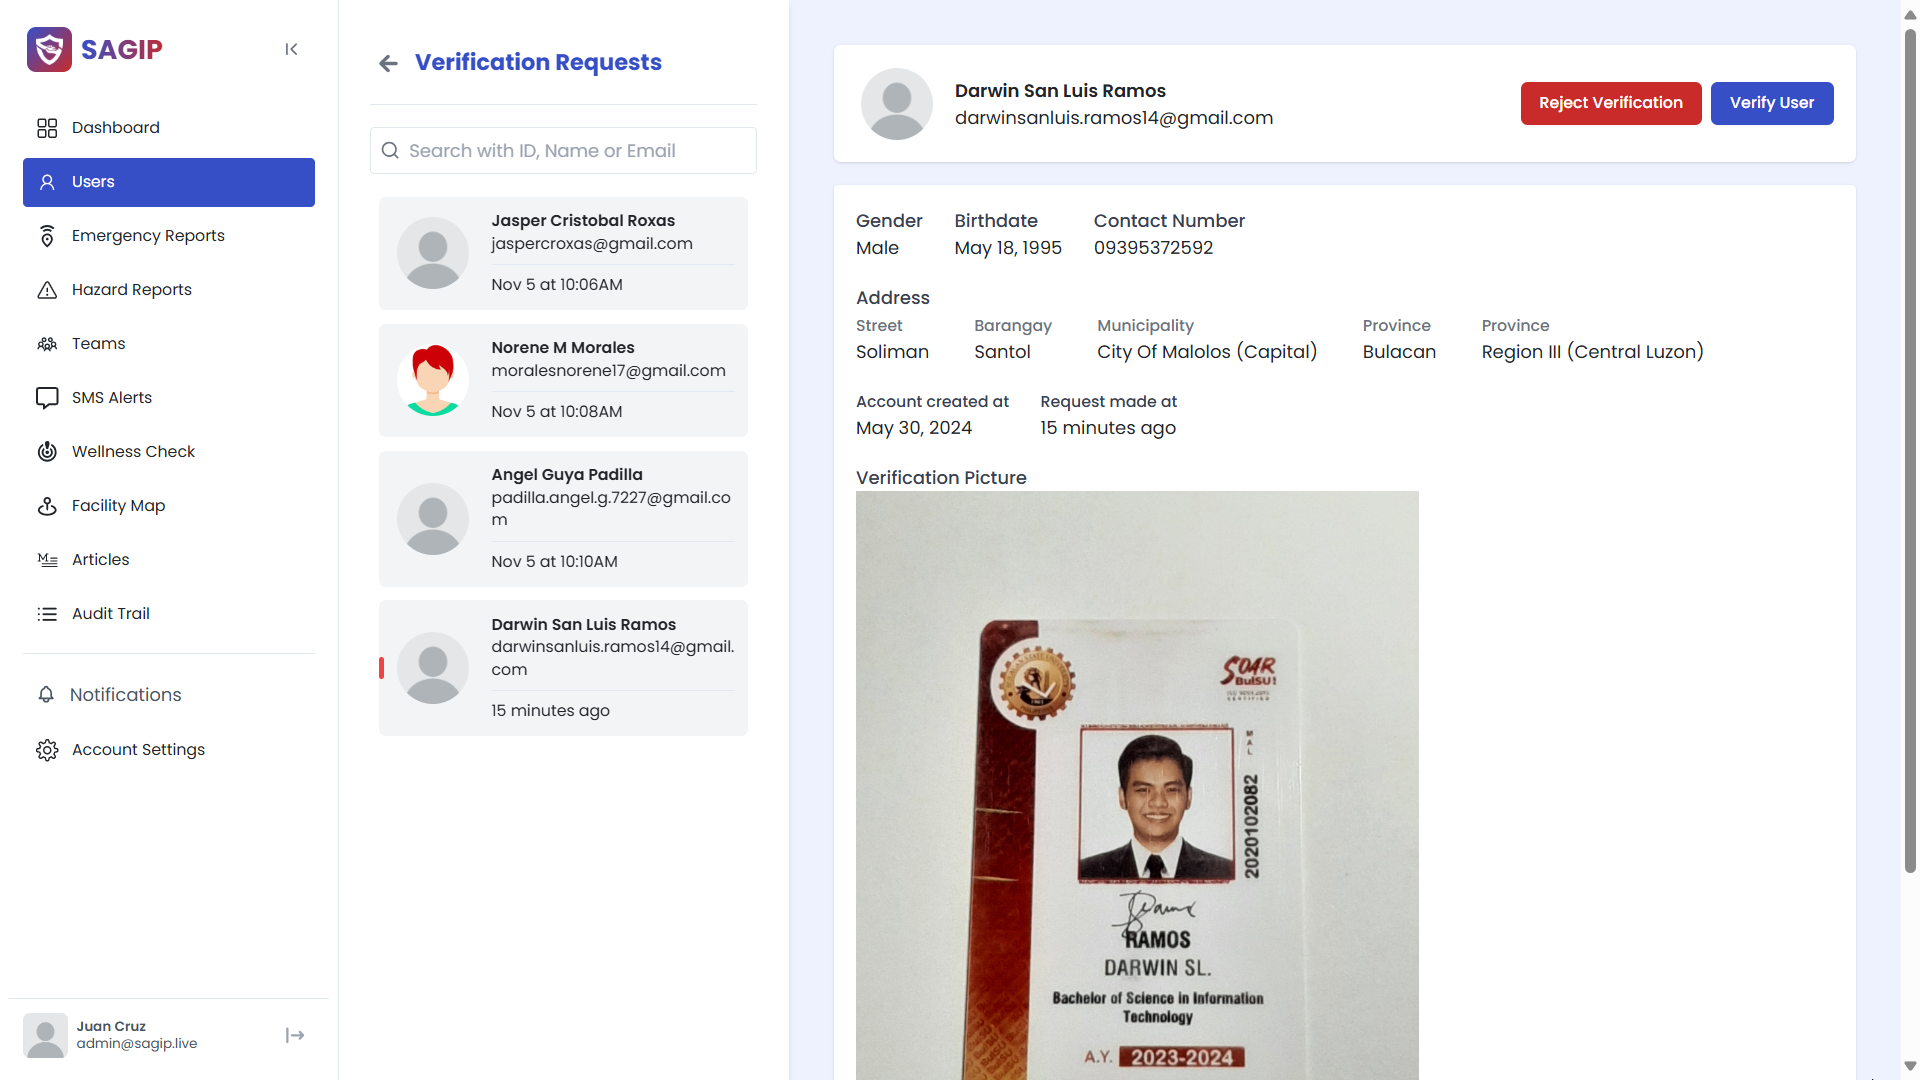 SAGIP
Dashboard
Users
Emergency Reports
Hazard Reports
Teams
SMS Alerts
Wellness Check
Facility Map
Articles
Audit Trail
Notifications
Account Settings
Juan Cruz
admin@sagip.live
Verification Requests
Search with ID, Name or Email
Jasper Cristobal Roxas
jaspercroxas@gmail.com
Nov 5 at 10:06AM
Norene M Morales
moralesnorene17@gmail.com
Nov 5 at 10:08AM
Angel Guya Padilla
padilla.angel.g.7227@gmail.co
m
Nov 5 at 10:10AM
Darwin San Luis Ramos
darwinsanluis.ramos14@gmail.
com
15 minutes ago
Darwin San Luis Ramos
darwinsanluis.ramos14@gmail.com
Reject Verification
Verify User
Gender Birthdate Contact Number
Male May 18, 1995 09395372592
Address
Street Barangay Municipality Province Province
Soliman Santol City Of Malolos (Capital) Bulacan Region III (Central Luzon)
Account created at Request made at
May 30, 2024 15 minutes ago
Verification Picture
SOAR
BulSU!
MAL
2020102082
RAMOS
DARWIN SL.
Bachelor of Science in Information
Technology
A.Y. 2023-2024